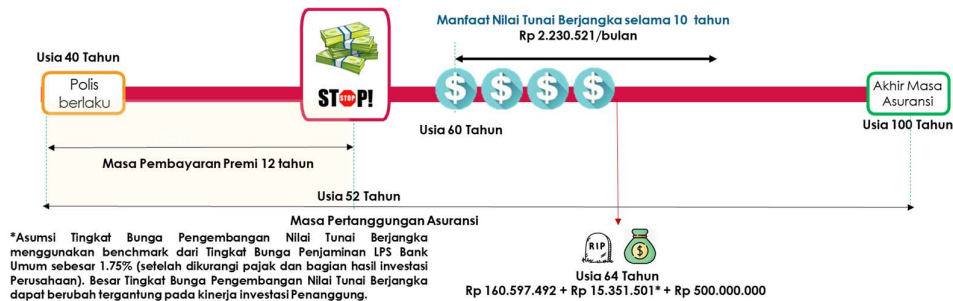 Manfaat Nilai Tunai Berjangka selama 10 tahun
Rp 2.230.521/bulan
Usia 40 Tahun
Polis
berlaku
STOP!
STOP
$ $ $ $
Akhir Masa
Asuransi
Usia 60 Tahun
Usia 100 Tahun
Masa Pembayaran Premi 12 tahun
Usia 52 Tahun
Masa Pertanggungan Asuransi
*Asumsi Tingkat Bunga Pengembangan Nilai Tunai Berjangka
menggunakan benchmark dari Tingkat Bunga Penjaminan LPS Bank
Umum sebesar 1.75% (setelah dikurangi pajak dan bagian hasil investasi
Perusahaan). Besar Tingkat Bunga Pengembangan Nilai Tunai Berjangka
dapat berubah tergantung pada kinerja investasi Penanggung.
RIP
$
Usia 64 Tahun
Rp 160.597.492 + Rp 15.351.501* + Rp 500.000.000